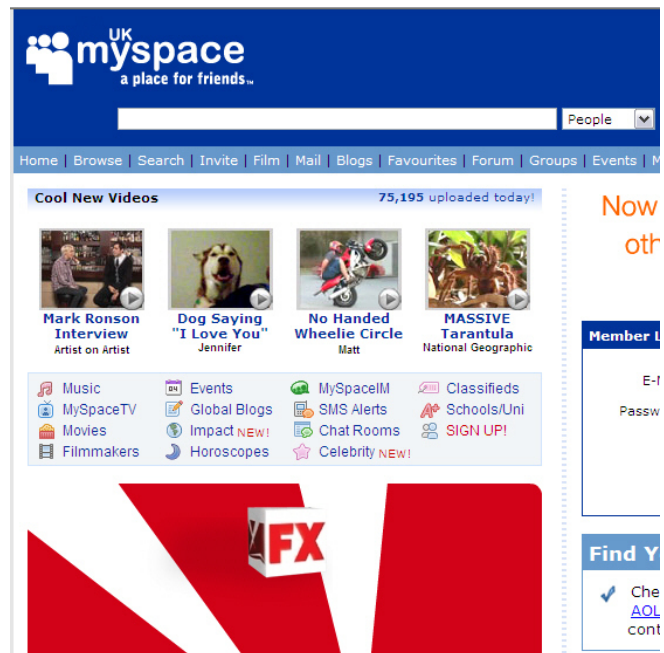 UK
myspace
a place for friends™
People
Home | Browse | Search | Invite | Film | Mail | Blogs | Favourites | Forum | Groups | Events | M
Cool New Videos 75,195 uploaded today!
Mark Ronson Interview
Artist on Artist
Dog Saying "I Love You"
Jennifer
No Handed Wheelie Circle
Matt
MASSIVE Tarantula
National Geographic
Music Events MySpaceIM Classifieds
MySpaceTV Global Blogs SMS Alerts Schools/Uni
Movies Impact NEW! Chat Rooms SIGN UP!
Filmmakers Horoscopes Celebrity NEW!
FX
Now
oth
Member L
E-M
Passw
Find Y
Che
AOL
cont